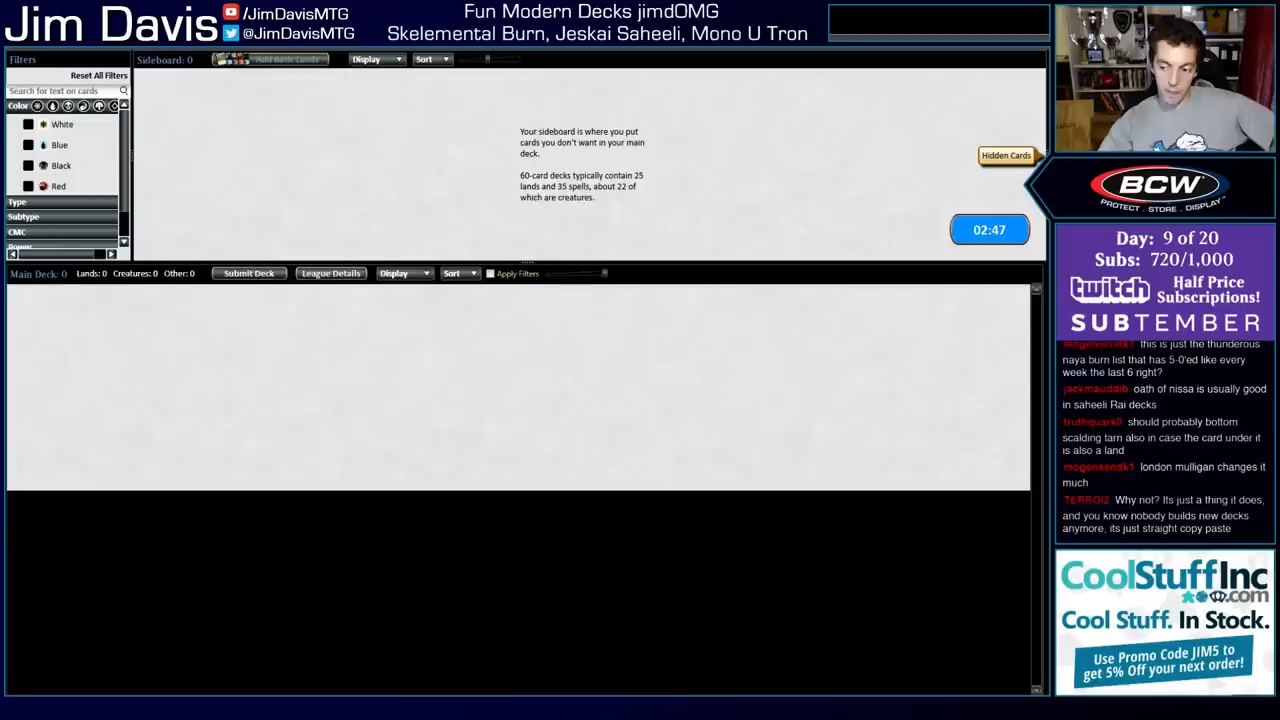 Jim Davis
/JimDavisMTG
@JimDavisMTG
Fun Modern Decks jimdOMG
Skelemental Burn, Jeskai Saheeli, Mono U Tron
Filters
Reset All Filters
Search for text on cards
Color
White
Blue
Black
Red
Type
Subtype
CMC
Power
Sideboard: 0
Add Basic Lands
Display
Sort
Your sideboard is where you put
cards you don't want in your main
deck.
60-card decks typically contain 25
lands and 35 spells, about 22 of
which are creatures.
Hidden Cards
02:47
Main Deck: 0
Lands: 0
Creatures: 0
Other: 0
Submit Deck
League Details
Display
Sort
Apply Filters
BCW
PROTECT . STORE . DISPLAY
Day: 9 of 20
Subs: 720/1,000
twitch
Half Price
Subscriptions!
SUBTEMBER
mogensendk1 this is just the thunderous
naya burn list that has 5-0'ed like every
week the last 6 right?
jackmauddib oath of nissa is usually good
in saheeli Rai decks
truthquark0 should probably bottom
scalding tarn also in case the card under it
is also a land
mogensendk1 london mulligan changes it
much
TERROI2 Why not? Its just a thing it does,
and you know nobody builds new decks
anymore, its just straight copy paste
CoolStuffInc
.com
Cool Stuff. In Stock.
Use Promo Code JIM5 to
get 5% Off your next order!